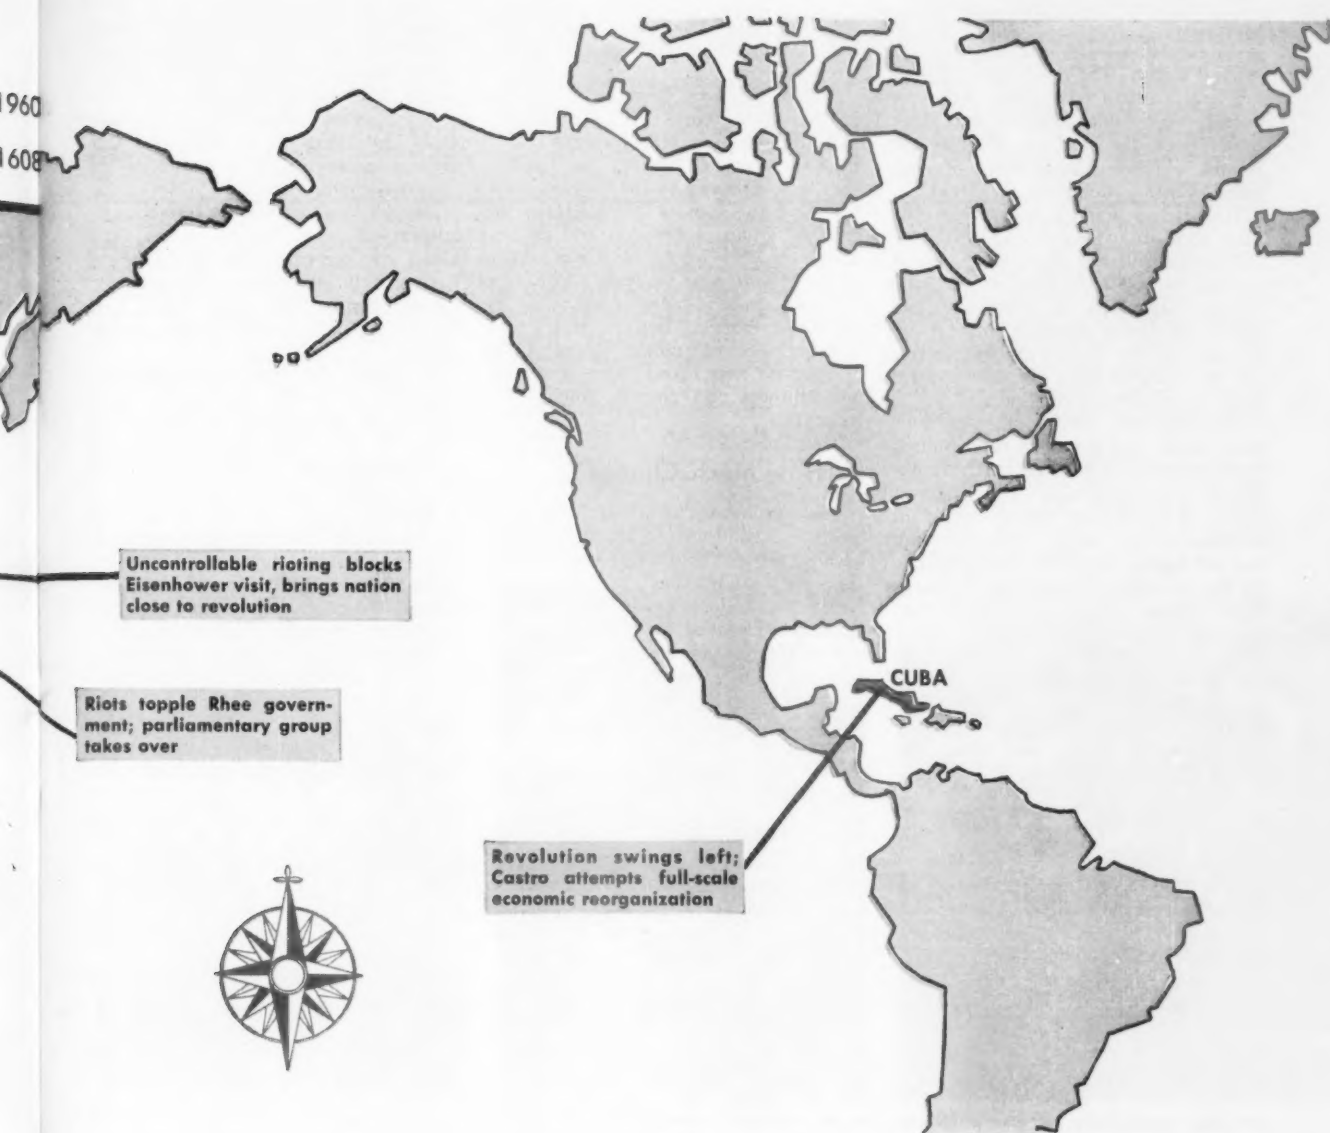 1960
1608
Uncontrollable rioting blocks
Eisenhower visit, brings nation
close to revolution
CUBA
Riots topple Rhee govern-
ment; parliamentary group
takes over
Revolution swings left;
Castro attempts full-scale
economic reorganization